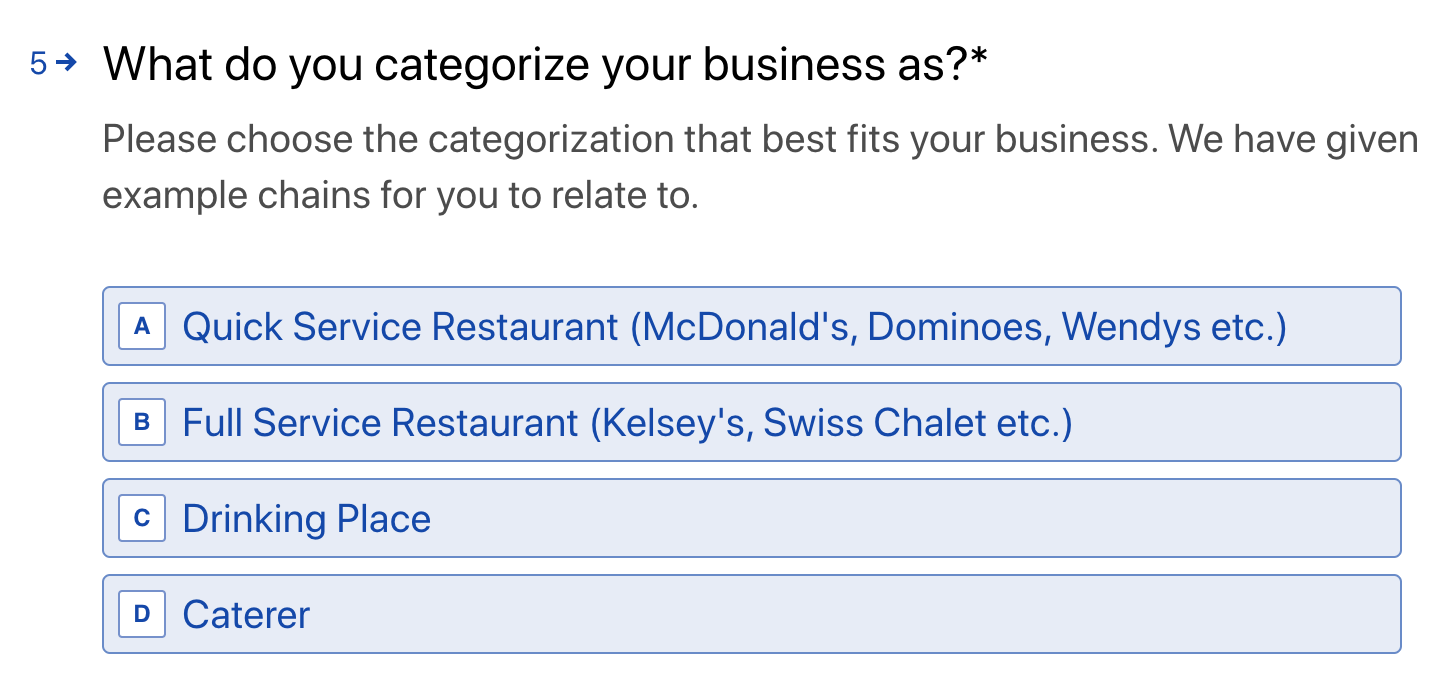 5→ What do you categorize your business as?*
Please choose the categorization that best fits your business. We have given
example chains for you to relate to.
A Quick Service Restaurant (McDonald's, Dominoes, Wendys etc.)
B Full Service Restaurant (Kelsey's, Swiss Chalet etc.)
C Drinking Place
D Caterer